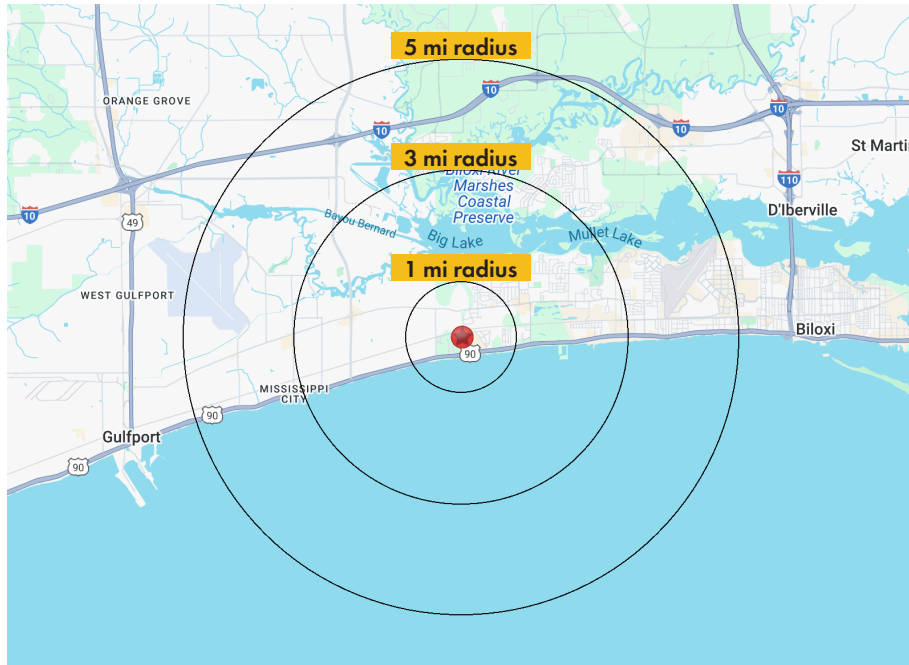 5 mi radius
10
ORANGE GROVE
10
10
10
St Marti
3 mi radius
Biloxi River
Marshes
Coastal
Preserve
110
10
49
Bayou Bernard
D'Iberville
Big Lake
Mullet Lake
1 mi radius
WEST GULFPORT
Biloxi
90
MISSISSIPPI
CITY
90
Gulfport
90